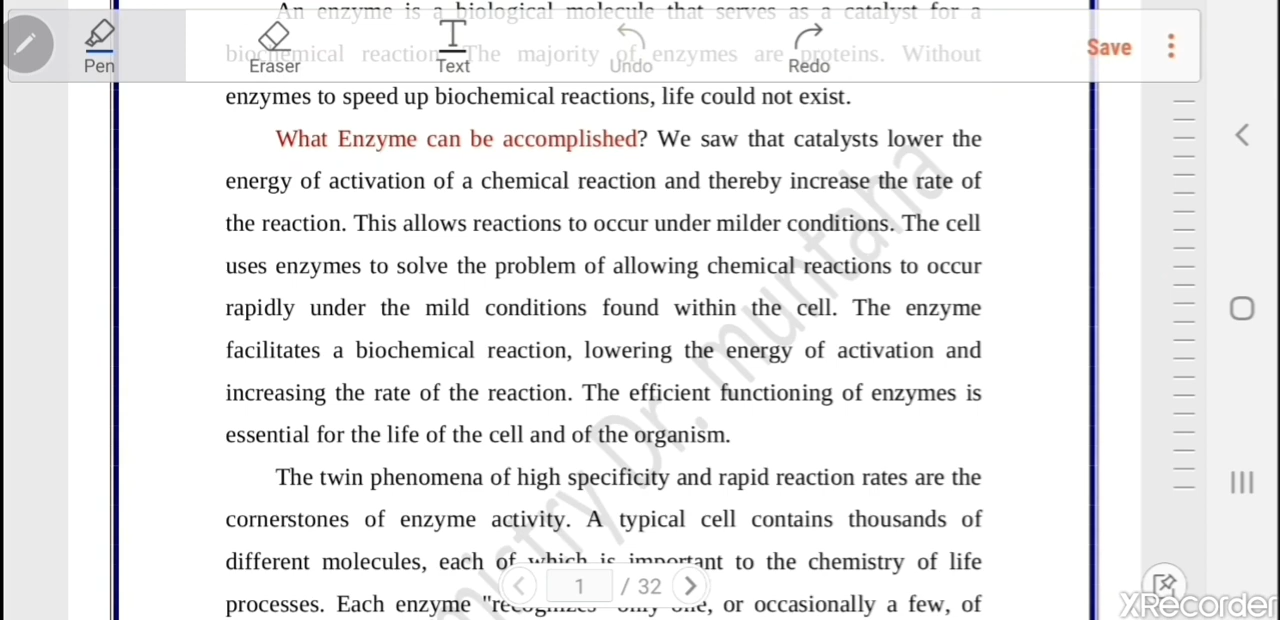 An enzyme is a biological molecule that serves as a catalyst for a
biochemical reaction. The majority of enzymes are proteins. Without
Pen
Eraser
Text
Undo
Redo
Save
enzymes to speed up biochemical reactions, life could not exist.
What Enzyme can be accomplished? We saw that catalysts lower the
energy of activation of a chemical reaction and thereby increase the rate of
the reaction. This allows reactions to occur under milder conditions. The cell
uses enzymes to solve the problem of allowing chemical reactions to occur
rapidly under the mild conditions found within the cell. The enzyme
facilitates a biochemical reaction, lowering the energy of activation and
increasing the rate of the reaction. The efficient functioning of enzymes is
essential for the life of the cell and of the organism.
The twin phenomena of high specificity and rapid reaction rates are the
cornerstones of enzyme activity. A typical cell contains thousands of
different molecules, each of which is important to the chemistry of life
1 / 32
processes. Each enzyme "recognizes" only one, or occasionally a few, of
Dr. muntaha
XRecorder